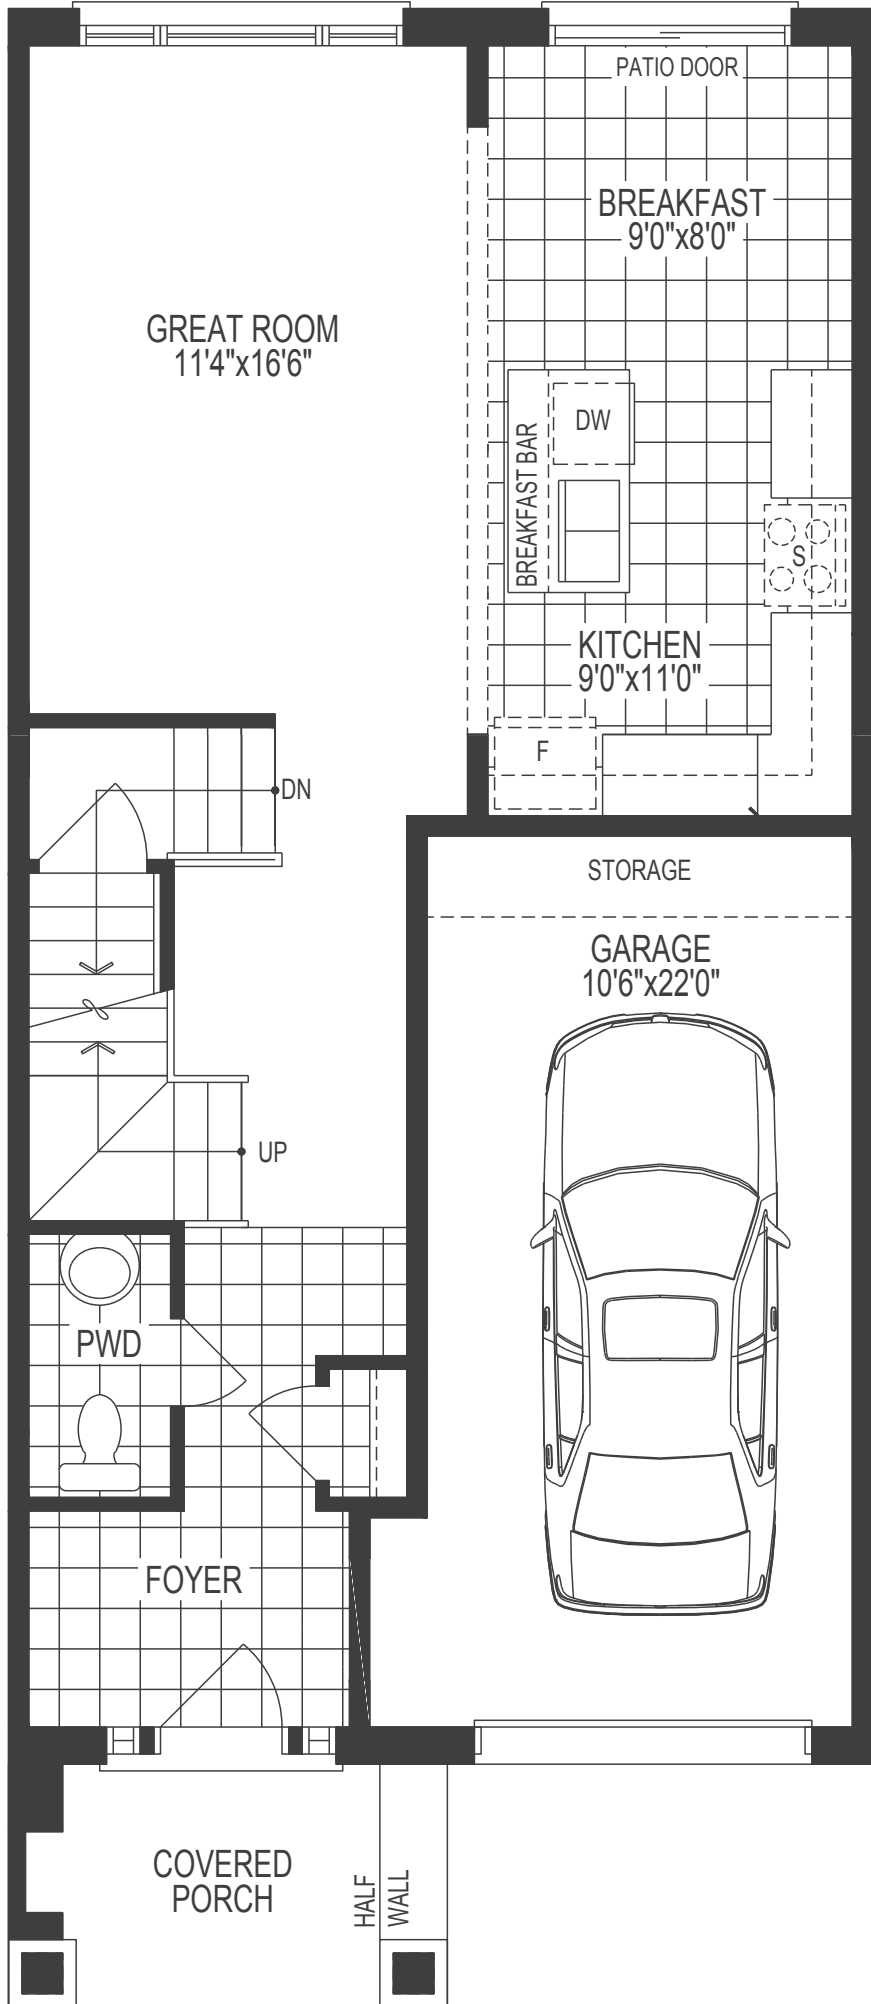 PATIO DOOR
BREAKFAST
9'0"x8'0"
GREAT ROOM
11'4"x16'6"
DW
BREAKFAST BAR
S
KITCHEN
9'0"x11'0"
F
DN
STORAGE
GARAGE
10'6"x22'0"
UP
PWD
FOYER
COVERED
PORCH
HALF
WALL